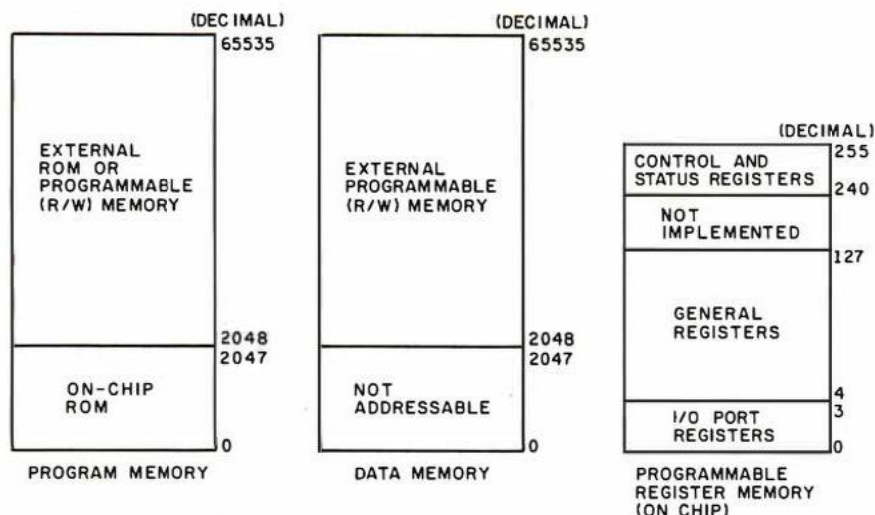 (DECIMAL)
65535
EXTERNAL
ROM OR
PROGRAMMABLE
(R/W) MEMORY
2048
2047
ON-CHIP
ROM
0
PROGRAM MEMORY
(DECIMAL)
65535
EXTERNAL
PROGRAMMABLE
(R/W) MEMORY
2048
2047
NOT
ADDRESSABLE
0
DATA MEMORY
(DECIMAL)
255
CONTROL AND
STATUS REGISTERS
240
NOT
IMPLEMENTED
127
GENERAL
REGISTERS
4
3
I/O PORT
REGISTERS
0
PROGRAMMABLE
REGISTER MEMORY
(ON CHIP)